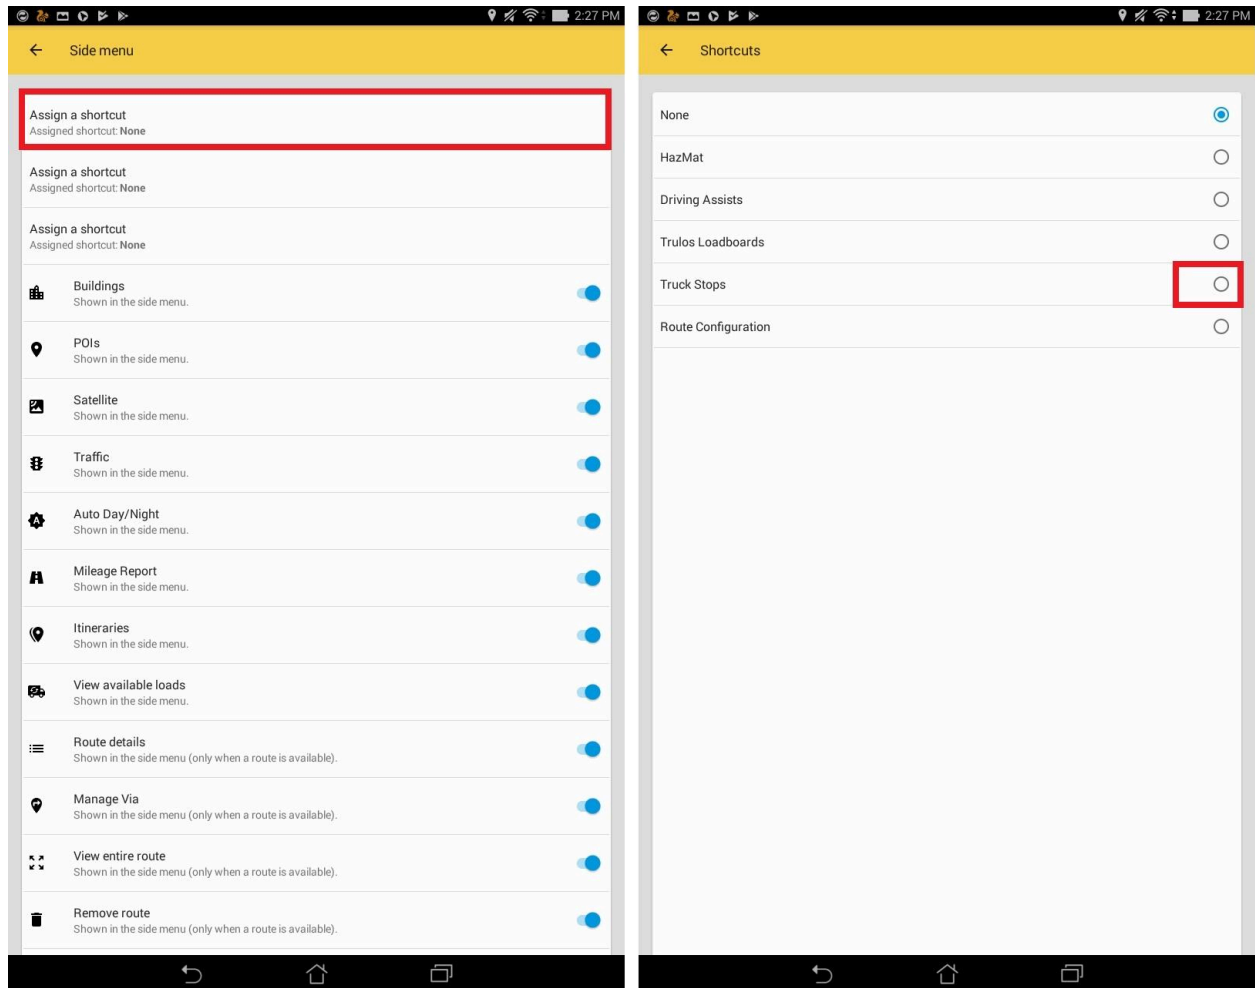 2:27 PM
Side menu
Assign a shortcut
Assigned shortcut: None
Assign a shortcut
Assigned shortcut: None
Assign a shortcut
Assigned shortcut: None
Buildings
Shown in the side menu.
POIs
Shown in the side menu.
Satellite
Shown in the side menu.
Traffic
Shown in the side menu.
A
Auto Day/Night
Shown in the side menu.
Mileage Report
Shown in the side menu.
Itineraries
Shown in the side menu.
View available loads
Shown in the side menu.
Route details
Shown in the side menu (only when a route is available).
Manage Via
Shown in the side menu (only when a route is available).
View entire route
Shown in the side menu (only when a route is available).
Remove route
Shown in the side menu (only when a route is available).
2:27 PM
Shortcuts
None
HazMat
Driving Assists
Trulos Loadboards
Truck Stops
Route Configuration